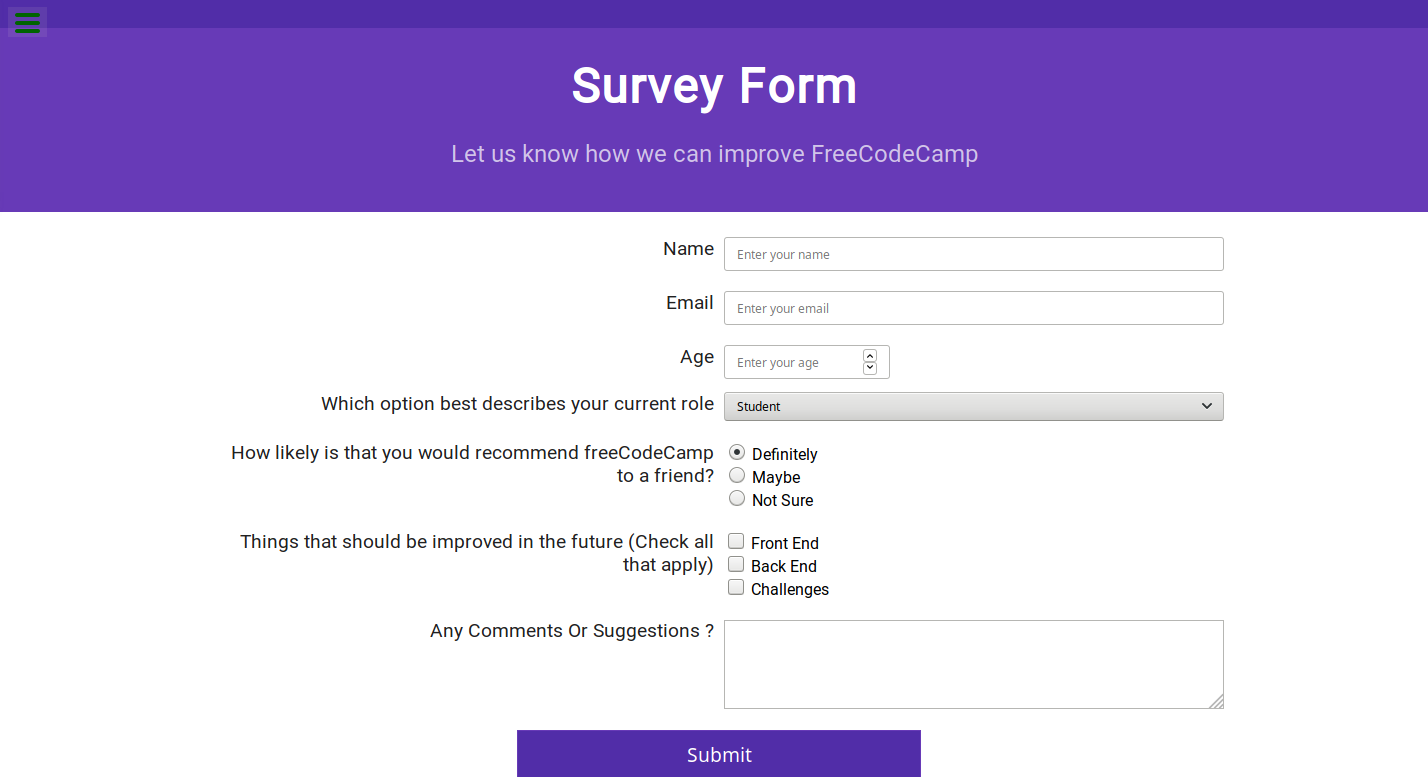 Survey Form
Let us know how we can improve FreeCodeCamp
Name
Enter your name
Email
Enter your email
Age
Enter your age
Which option best describes your current role
Student
How likely is that you would recommend freeCodeCamp
to a friend?
Definitely
Maybe
Not Sure
Things that should be improved in the future (Check all
that apply)
Front End
Back End
Challenges
Any Comments Or Suggestions ?
Submit